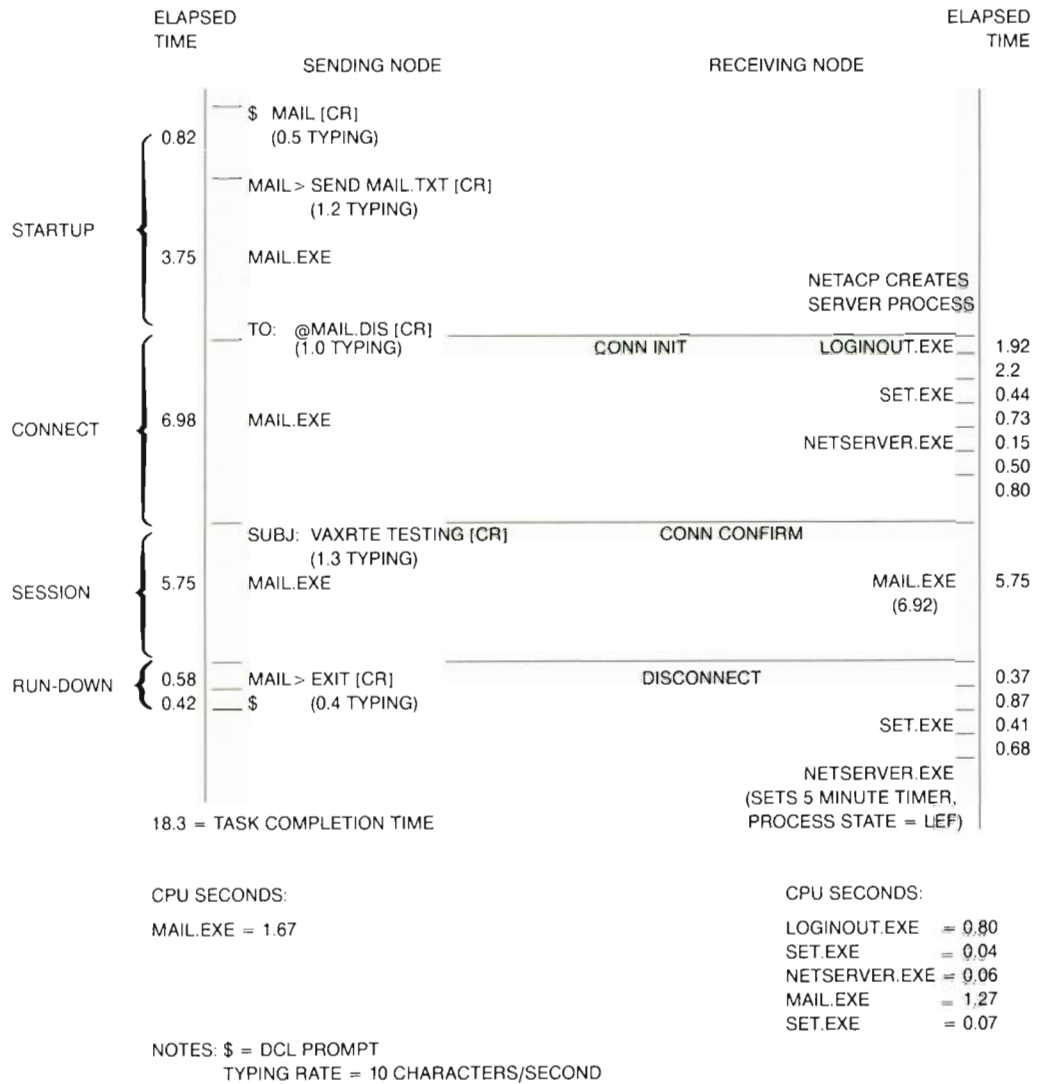 ELAPSED TIME
ELAPSED TIME
SENDING NODE
RECEIVING NODE
$ MAIL [CR]
0.82
(0.5 TYPING)
MAIL> SEND MAIL.TXT [CR]
(1.2 TYPING)
STARTUP
3.75
MAIL.EXE
NETACP CREATES
SERVER PROCESS
TO: @MAIL.DIS [CR]
(1.0 TYPING)
CONN INIT
LOGINOUT.EXE
1.92
2.2
SET.EXE
0.44
0.73
CONNECT
6.98
MAIL.EXE
NETSERVER.EXE
0.15
0.50
0.80
SUBJ: VAXRTE TESTING [CR]
CONN CONFIRM
(1.3 TYPING)
SESSION
5.75
MAIL.EXE
MAIL.EXE
5.75
(6.92)
RUN-DOWN
0.58
MAIL> EXIT [CR]
DISCONNECT
0.37
0.42
$ (0.4 TYPING)
0.87
SET.EXE
0.41
0.68
NETSERVER.EXE
(SETS 5 MINUTE TIMER,
PROCESS STATE = LEF)
18.3 = TASK COMPLETION TIME
CPU SECONDS:
MAIL.EXE = 1.67
CPU SECONDS:
LOGINOUT.EXE = 0.80
SET.EXE = 0.04
NETSERVER.EXE = 0.06
MAIL.EXE = 1.27
SET.EXE = 0.07
NOTES: $ = DCL PROMPT
TYPING RATE = 10 CHARACTERS/SECOND